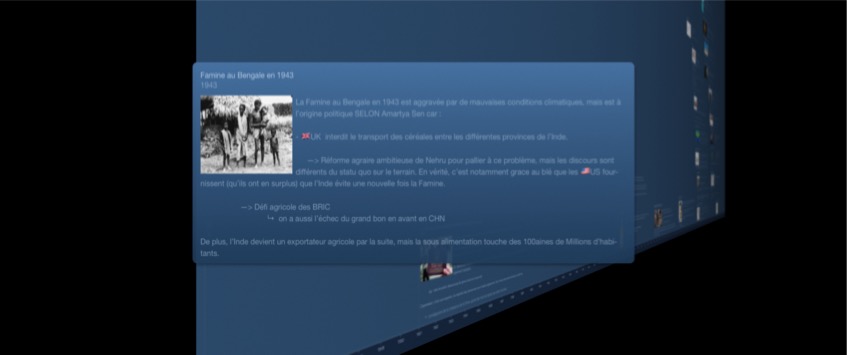 Famine au Bengale en 1943
1943
La Famine au Bengale en 1943 est aggravée par de mauvaises conditions climatiques, mais est à
l'origine politique SELON Amartya Sen car :
- 🇬🇧UK interdit le transport des céréales entre les différentes provinces de l'Inde.
—> Réforme agraire ambitieuse de Nehru pour pallier à ce problème, mais les discours sont
différents du statu quo sur le terrain. En vérité, c'est notamment grace au blé que les 🇺🇸US four-
nissent (qu'ils ont en surplus) que l'Inde évite une nouvelle fois la Famine.
—> Défi agricole des BRIC
↪ on a aussi l'échec du grand bon en avant en CHN
De plus, l'Inde devient un exportateur agricole par la suite, mais la sous alimentation touche des 100aines de Millions d'habi-
tants.